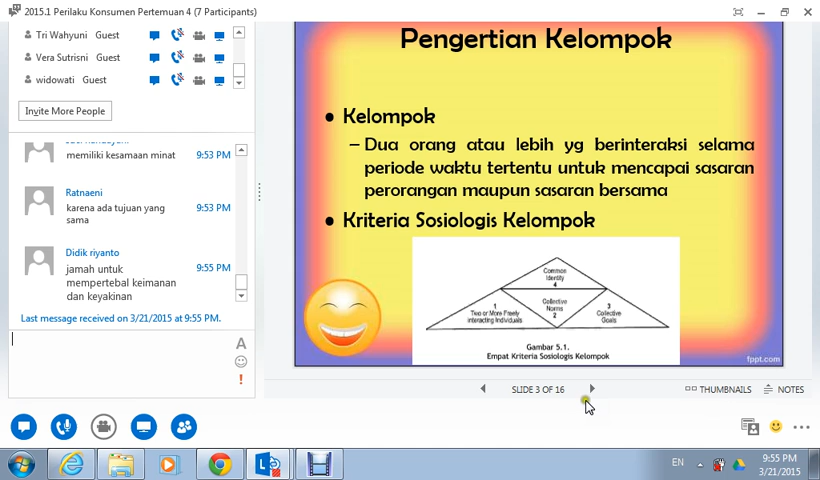 2015.1 Perilaku Konsumen Pertemuan 4 (7 Participants)
Tri Wahyuni Guest
Vera Sutrisni Guest
widowati Guest
Invite More People
memiliki kesamaan minat 9:53 PM
Ratnaeni
karena ada tujuan yang 9:53 PM
sama
Didik riyanto
jamah untuk 9:55 PM
mempertebal keimanan
dan keyakinan
Last message received on 3/21/2015 at 9:55 PM.
A
!
Pengertian Kelompok
• Kelompok
– Dua orang atau lebih yg berinteraksi selama
periode waktu tertentu untuk mencapai sasaran
perorangan maupun sasaran bersama
• Kriteria Sosiologis Kelompok
Common
Identity
4
1
Two or More Freely
interacting Individuals
Collective
Norms
2
3
Collective
Goals
Gambar 5.1.
Empat Kriteria Sosiologis Kelompok
fppt.com
SLIDE 3 OF 16
THUMBNAILS
NOTES
EN
9:55 PM
3/21/2015